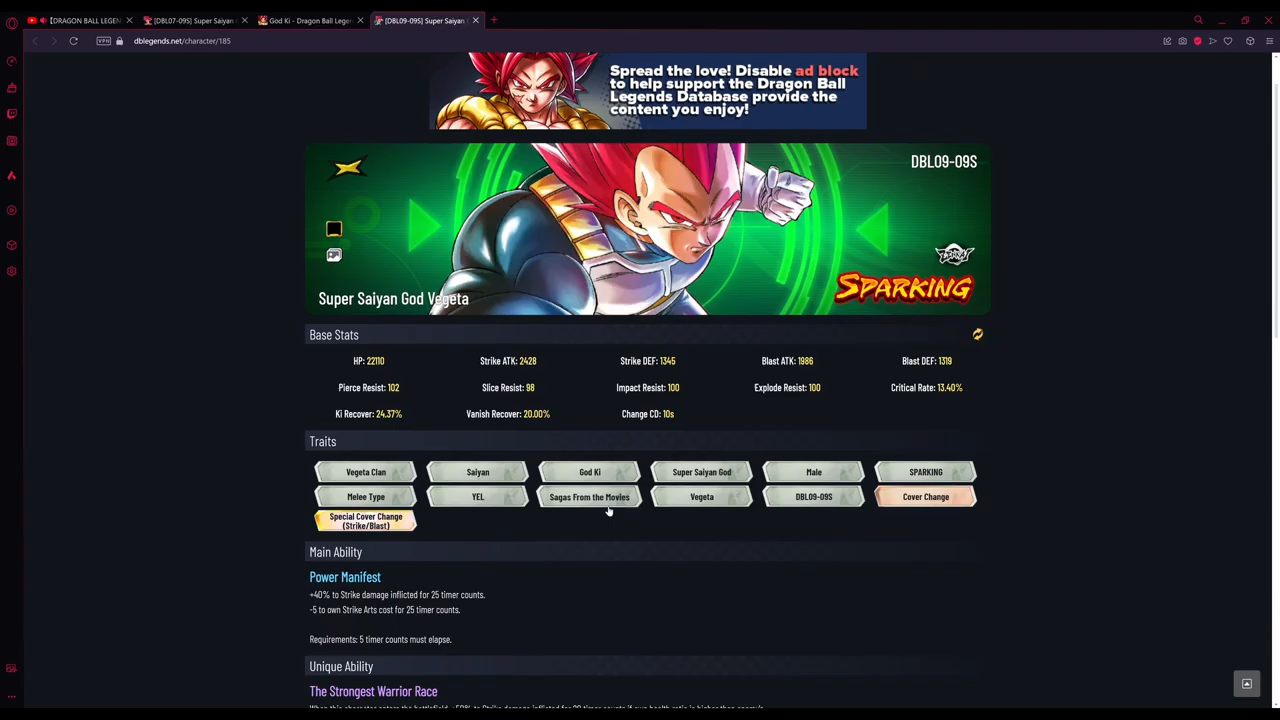 [DRAGON BALL LEGEN
[DBL07-09S] Super Saiyan
God Ki - Dragon Ball Leger
[DBL09-09S] Super Saiyan
VPN
dblegends.net/character/185
Spread the love! Disable ad block
to help support the Dragon Ball
Legends Database provide the
content you enjoy!
DBL09-09S
SPARKING
Super Saiyan God Vegeta
Base Stats
HP: 22110
Strike ATK: 2428
Strike DEF: 1345
Blast ATK: 1986
Blast DEF: 1319
Pierce Resist: 102
Slice Resist: 98
Impact Resist: 100
Explode Resist: 100
Critical Rate: 13.40%
Ki Recover: 24.37%
Vanish Recover: 20.00%
Change CD: 10s
Traits
Vegeta Clan
Saiyan
God Ki
Super Saiyan God
Male
SPARKING
Melee Type
YEL
Sagas From the Movies
Vegeta
DBL09-09S
Cover Change
Special Cover Change
(Strike/Blast)
Main Ability
Power Manifest
+40% to Strike damage inflicted for 25 timer counts.
-5 to own Strike Arts cost for 25 timer counts.
Requirements: 5 timer counts must elapse.
Unique Ability
The Strongest Warrior Race